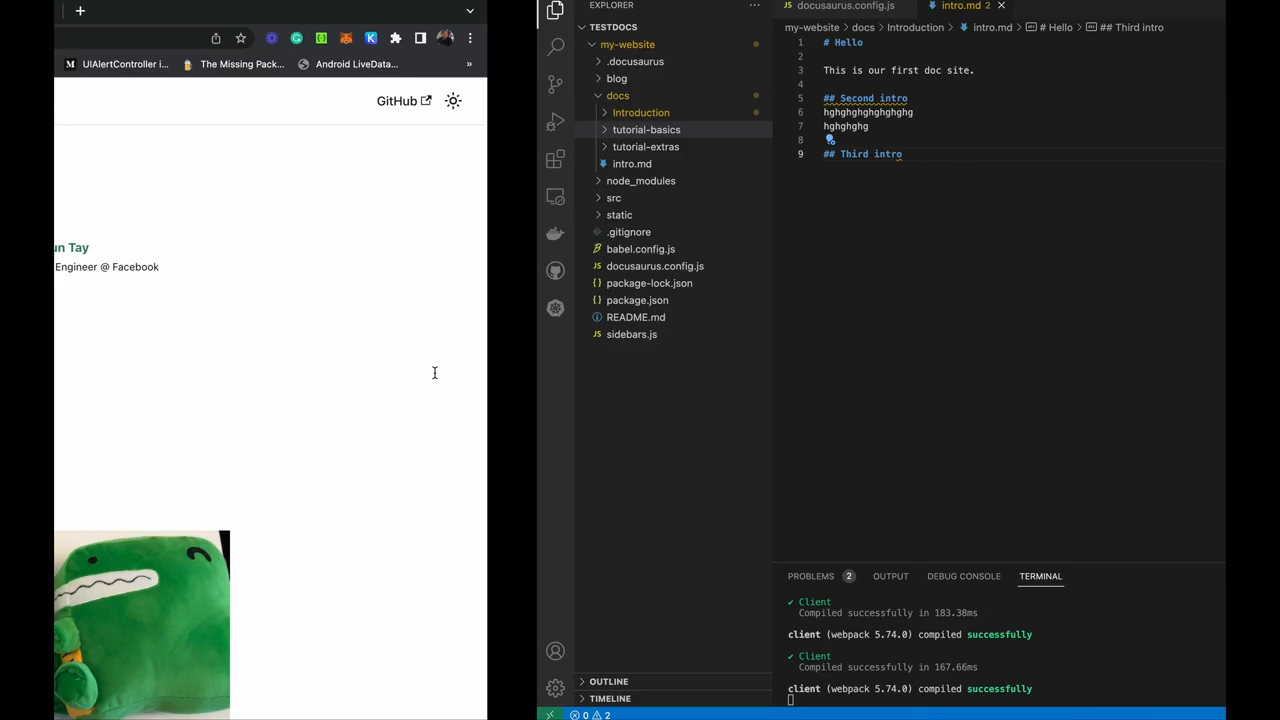 UIAlertController i...
The Missing Pack...
Android LiveData...
»
GitHub
un Tay
Engineer @ Facebook
EXPLORER
TESTDOCS
my-website
.docusaurus
blog
docs
Introduction
tutorial-basics
tutorial-extras
intro.md
node_modules
src
static
.gitignore
babel.config.js
docusaurus.config.js
package-lock.json
package.json
README.md
sidebars.js
OUTLINE
TIMELINE
0 2
docusaurus.config.js
intro.md 2
my-website > docs > Introduction > intro.md > # Hello > ## Third intro
1 # Hello
2
3 This is our first doc site.
4
5 ## Second intro
6 hghghghghghghghg
7 hghghghg
8
9 ## Third intro
PROBLEMS 2 OUTPUT DEBUG CONSOLE TERMINAL
✔ Client
Compiled successfully in 183.38ms
client (webpack 5.74.0) compiled successfully
✔ Client
Compiled successfully in 167.66ms
client (webpack 5.74.0) compiled successfully